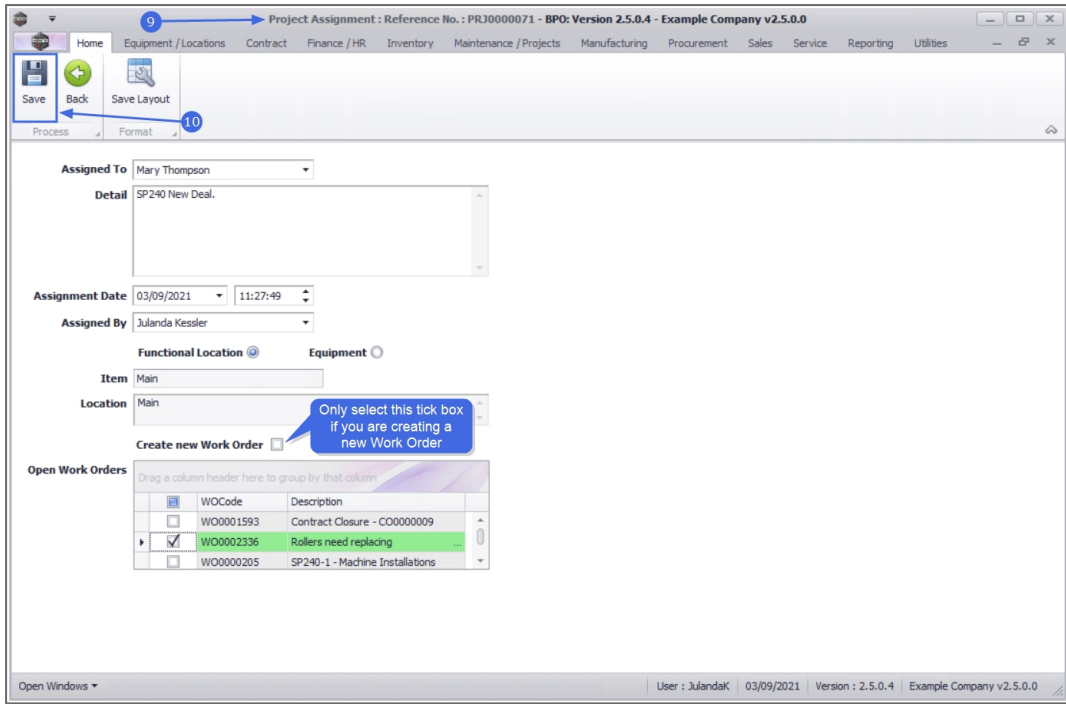 9
Project Assignment : Reference No. : PRJ0000071 - BPO: Version 2.5.0.4 - Example Company v2.5.0.0
Home Equipment / Locations Contract Finance / HR Inventory Maintenance / Projects Manufacturing Procurement Sales Service Reporting Utilities
Save Back Save Layout
10
Process Format
Assigned To Mary Thompson
Detail SP240 New Deal.
Assignment Date 03/09/2021 11:27:49
Assigned By Julanda Kessler
Functional Location Equipment
Item Main
Location Main
Only select this tick box
if you are creating a
new Work Order
Create new Work Order
Open Work Orders
Drag a column header here to group by that column
WOCode Description
WO0001593 Contract Closure - CO0000009
WO0002336 Rollers need replacing ...
WO0000205 SP240-1 - Machine Installations
Open Windows User : JulandaK 03/09/2021 Version : 2.5.0.4 Example Company v2.5.0.0